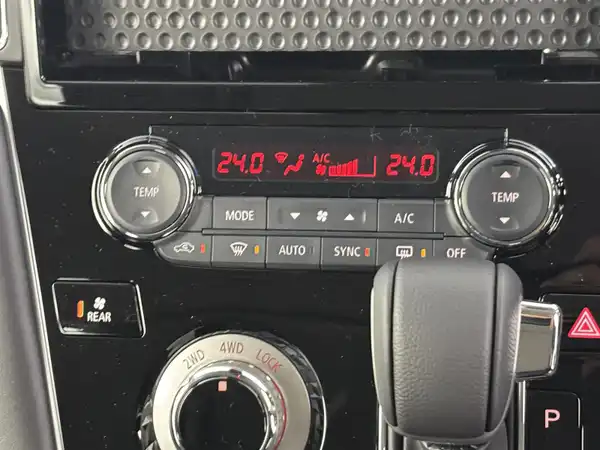 24.0 A/C 24.0
TEMP
TEMP
MODE
A/C
AUTO
SYNC
OFF
REAR
2WD 4WD LOCK
P